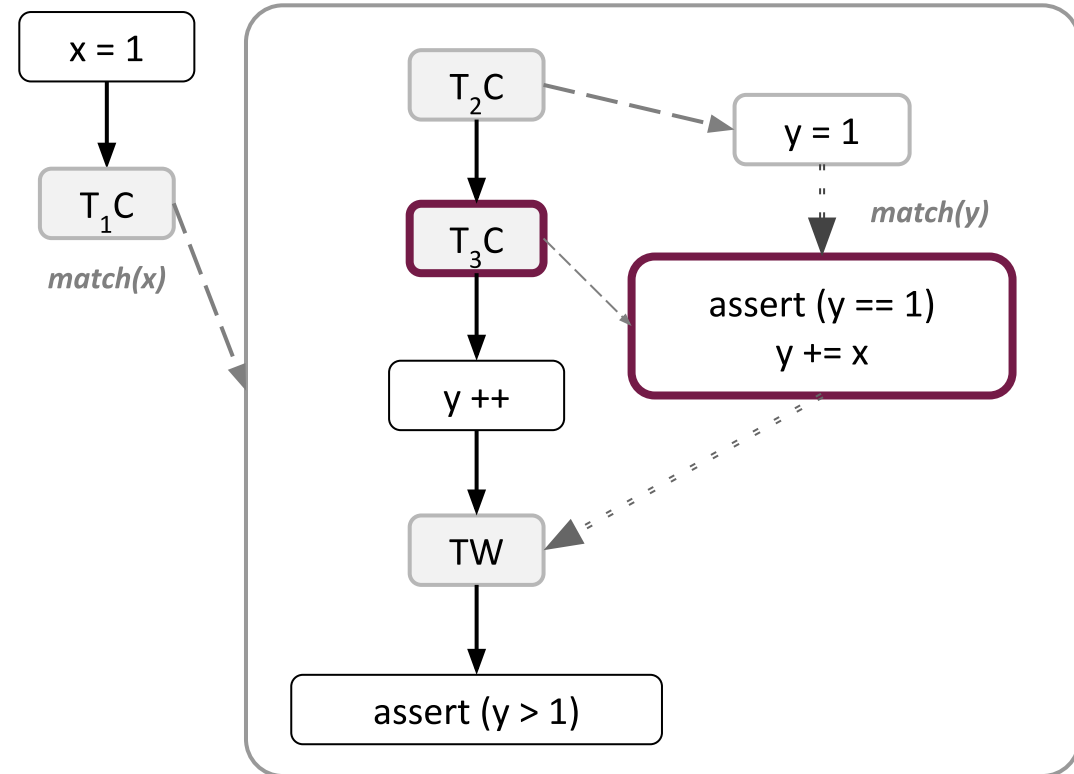 x = 1
T₁C
match(x)
T₂C
y = 1
match(y)
T₃C
assert (y == 1)
y += x
y ++
TW
assert (y > 1)